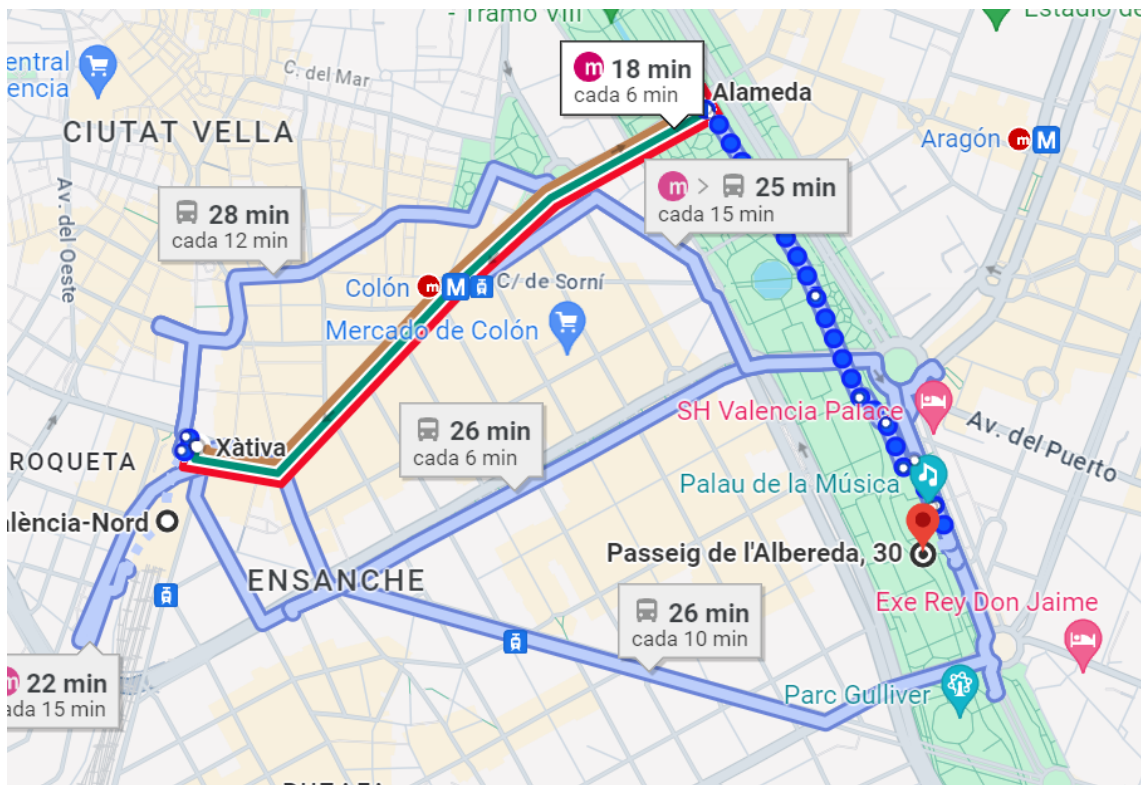 - Tramo VIII
Estadio de
entral
encia
C. del Mar
m 18 min
cada 6 min
Alameda
CIUTAT VELLA
Aragón m M
Av. del Oeste
28 min
cada 12 min
m > 25 min
cada 15 min
Colón m M
C/ de Sorní
Mercado de Colón
26 min
cada 6 min
SH Valencia Palace
Av. del Puerto
ROQUETA
Xàtiva
Palau de la Música
alència-Nord
Passeig de l'Albereda, 30
ENSANCHE
26 min
cada 10 min
Exe Rey Don Jaime
m 22 min
ada 15 min
Parc Gulliver